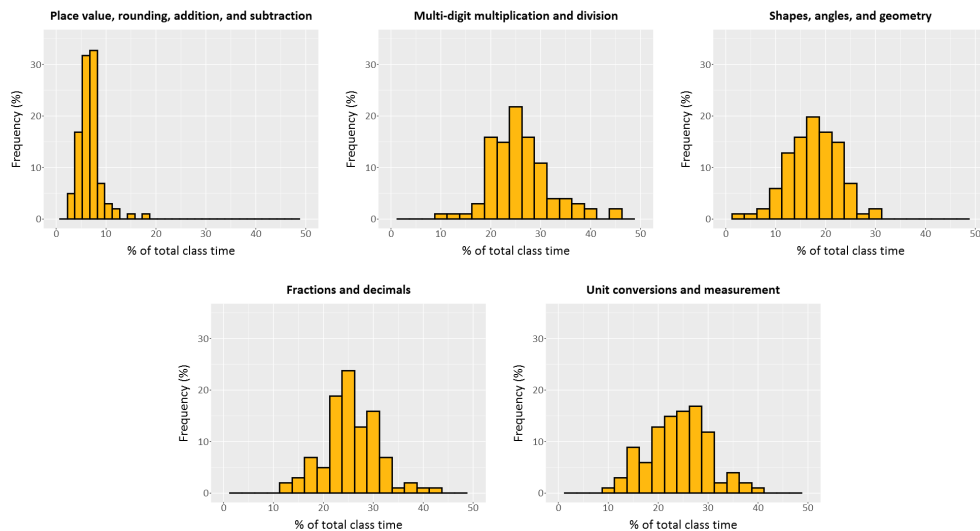 Place value, rounding, addition, and subtraction
Frequency (%)
30
20
10
0
0 10 20 30 40 50
% of total class time
Multi-digit multiplication and division
Frequency (%)
30
20
10
0
0 10 20 30 40 50
% of total class time
Shapes, angles, and geometry
Frequency (%)
30
20
10
0
0 10 20 30 40 50
% of total class time
Fractions and decimals
Frequency (%)
30
20
10
0
0 10 20 30 40 50
% of total class time
Unit conversions and measurement
Frequency (%)
30
20
10
0
0 10 20 30 40 50
% of total class time